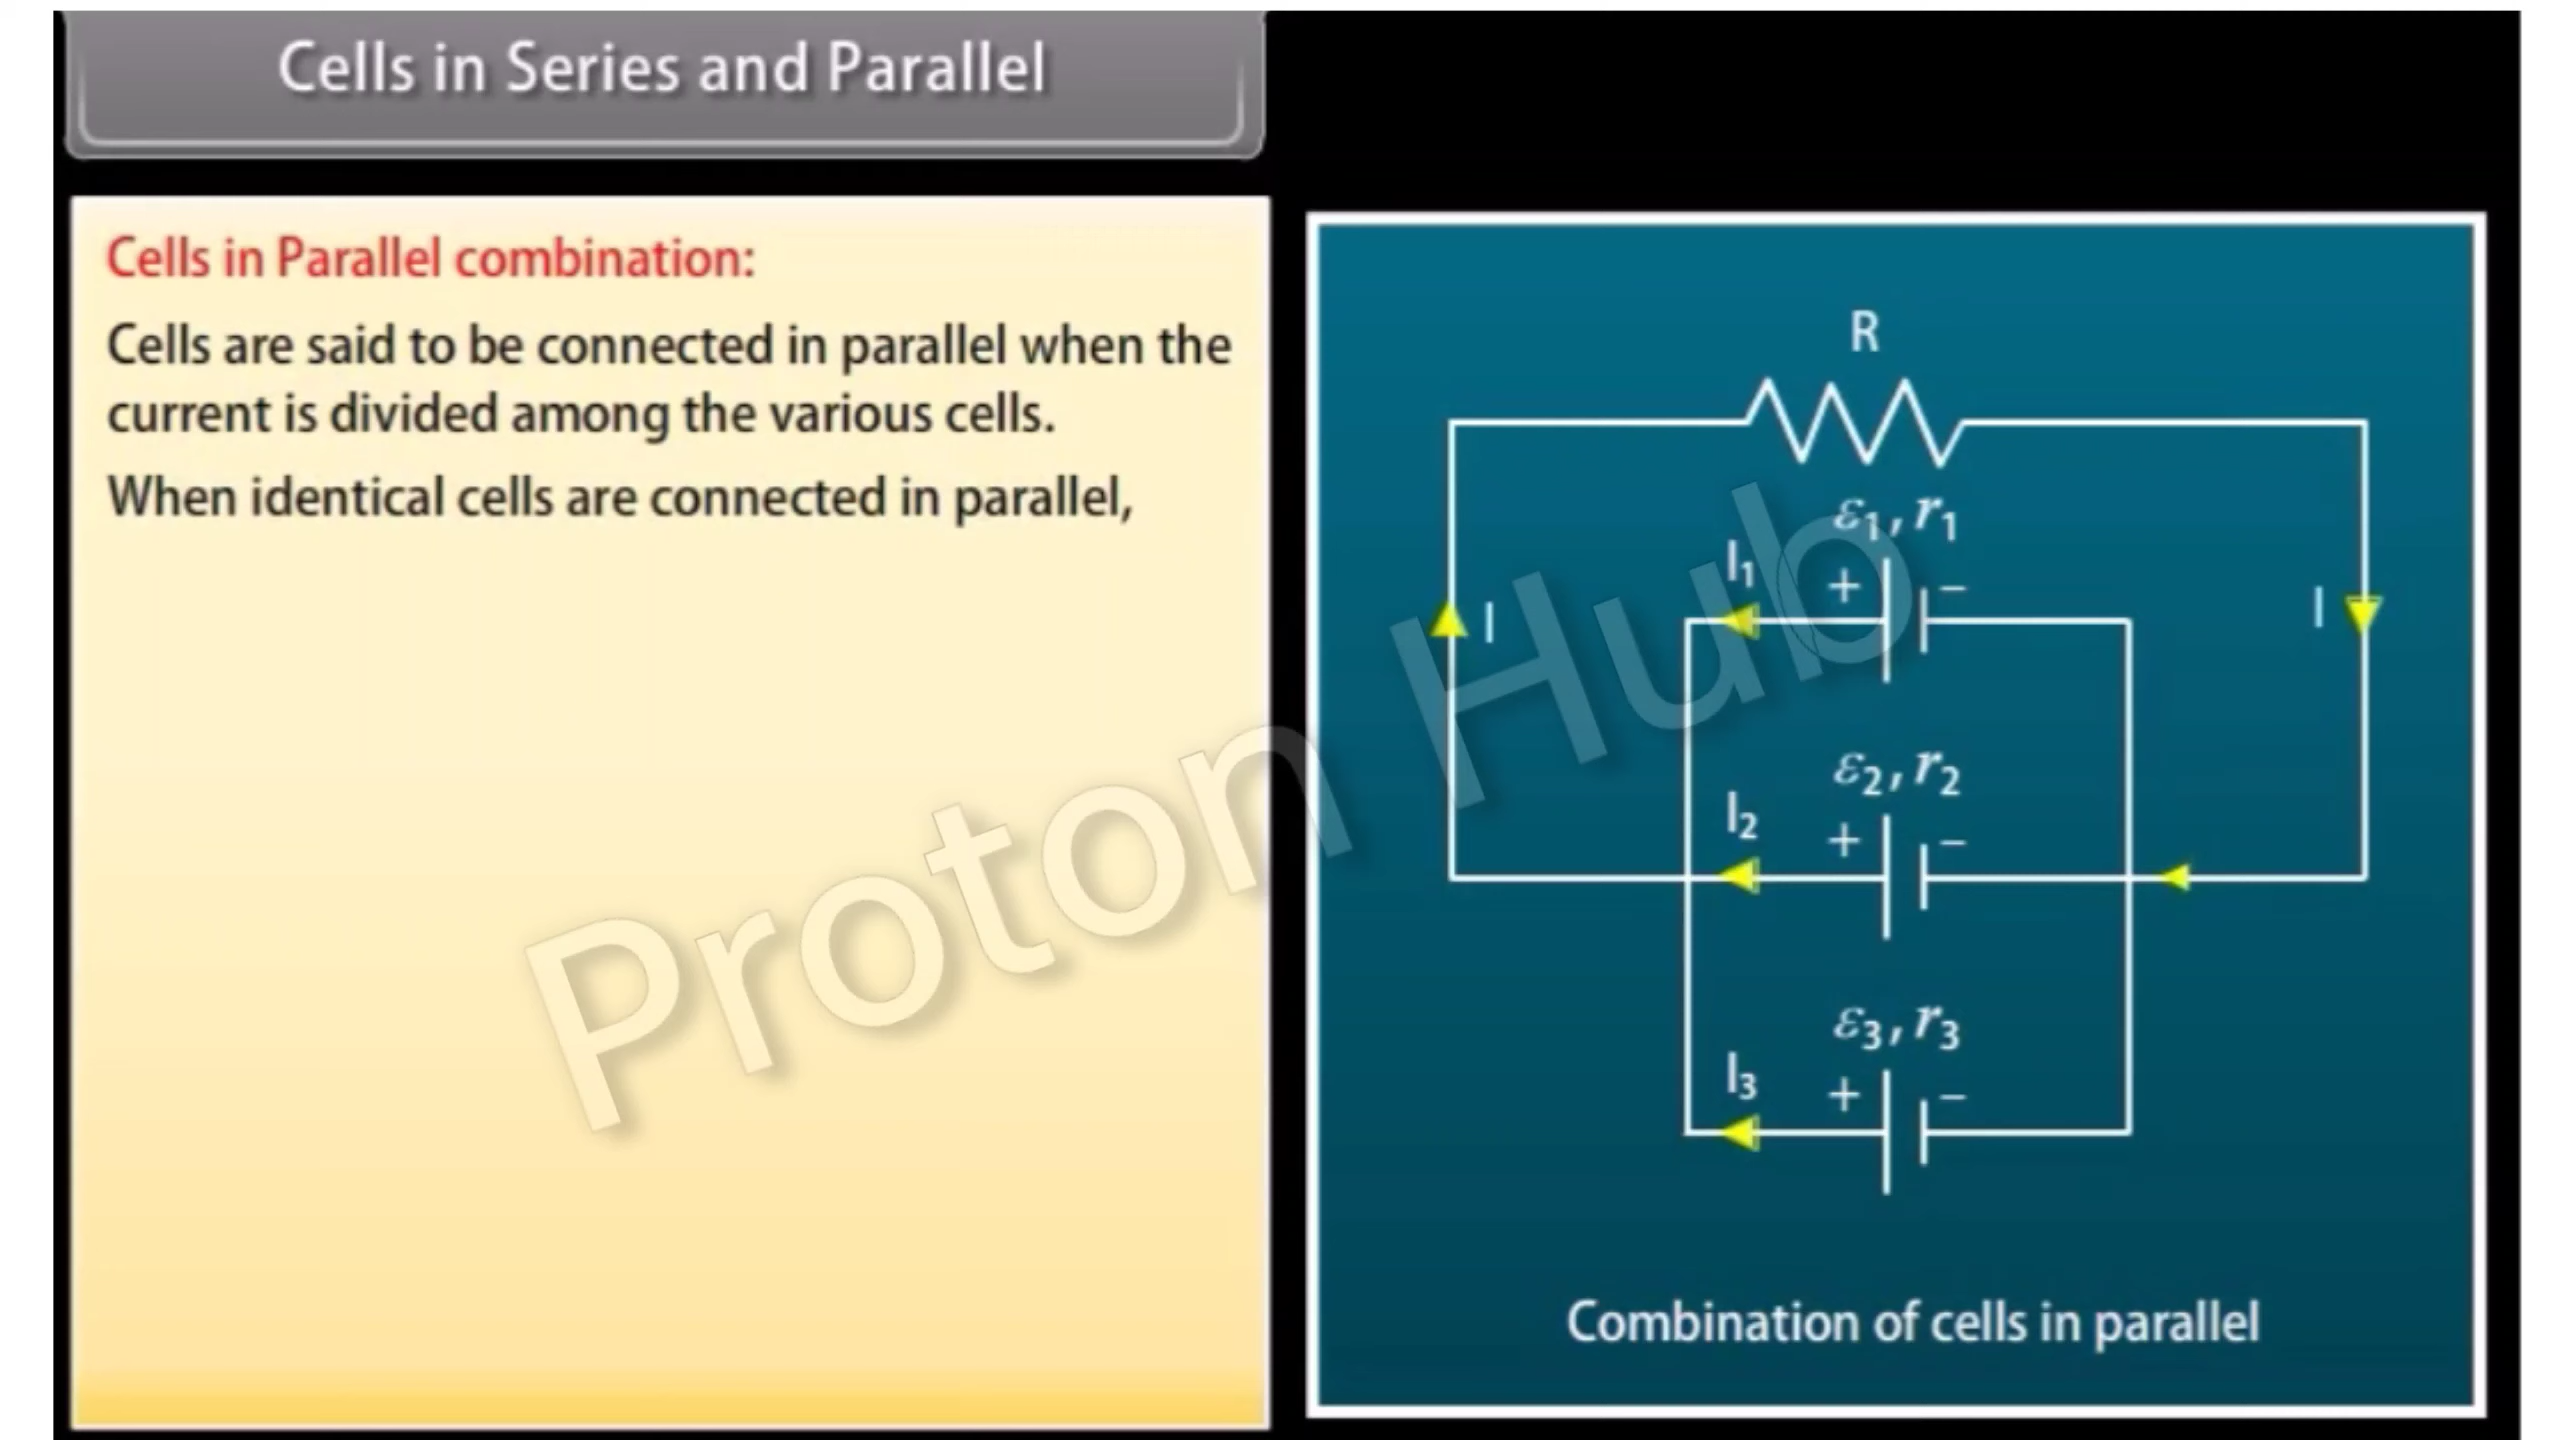 Cells in Series and Parallel
Cells in Parallel combination:
Cells are said to be connected in parallel when the
current is divided among the various cells.
When identical cells are connected in parallel,
R
ε₁, r₁
I₁
+ −
I
I
ε₂, r₂
I₂
+ −
ε₃, r₃
I₃
+ −
Combination of cells in parallel
Proton Hub